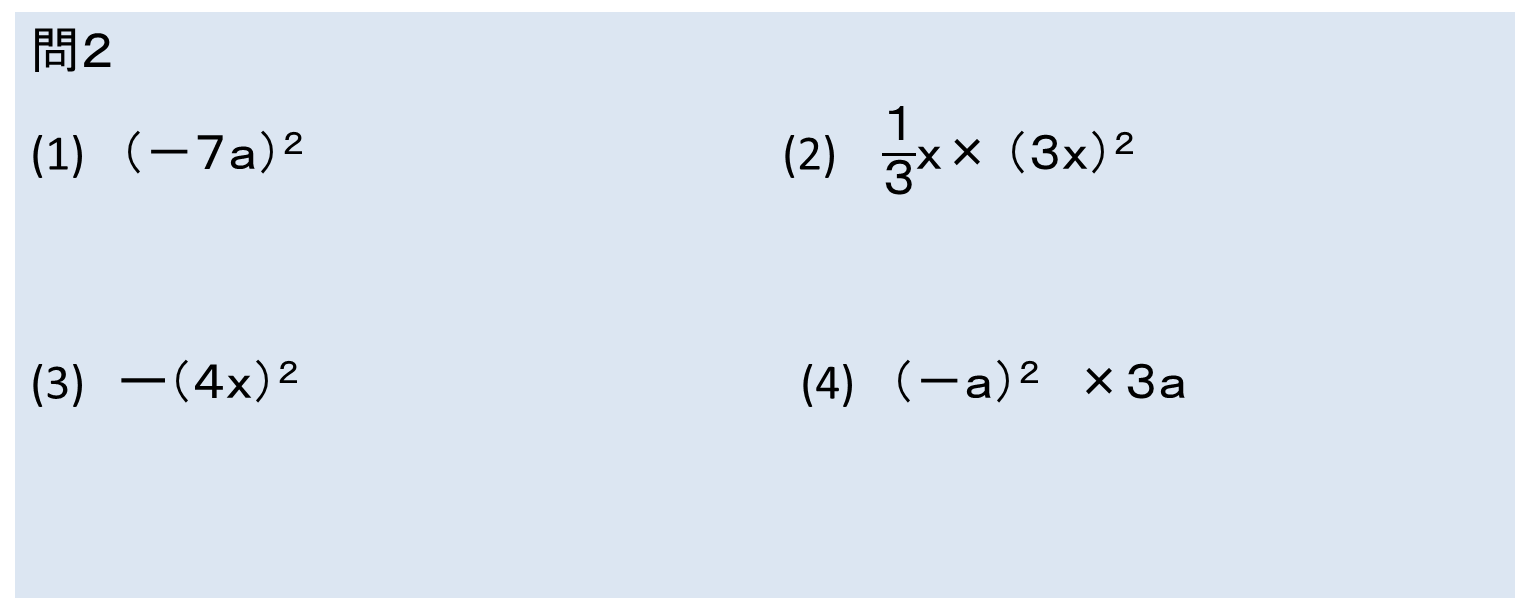 問２
(1) （－７a）²　(2) 1/3x×（3x）²
(3) －（4x）²　(4) （－a）² ×3a